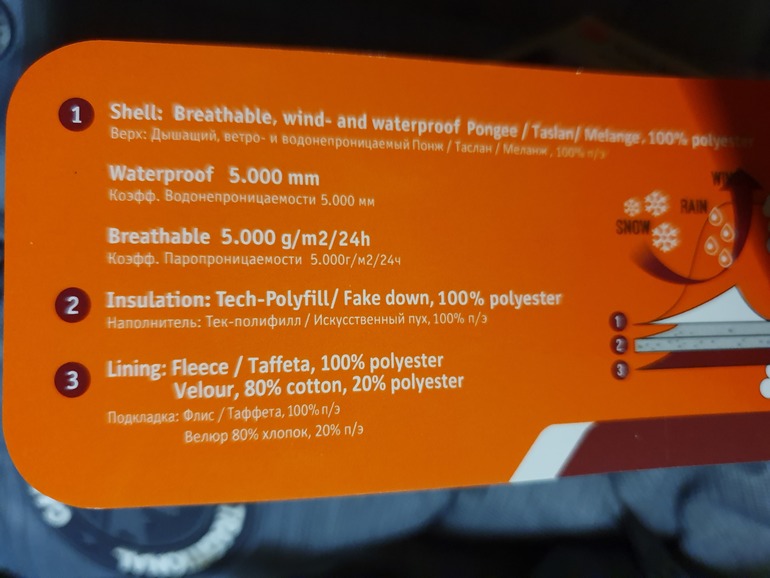 1 Shell: Breathable, wind- and waterproof Pongee / Taslan/ Melange, 100% polyester
Верх: Дышащий, ветро- и водонепроницаемый Понж / Таслан / Меланж, 100% п/э
Waterproof 5.000 mm
Коэфф. Водонепроницаемости 5.000 мм
Breathable 5.000 g/m2/24h
Коэфф. Паропроницаемости 5.000г/м2/24ч
2 Insulation: Tech-Polyfill/ Fake down, 100% polyester
Наполнитель: Тек-полифилл / Искусственный пух, 100% п/э
3 Lining: Fleece / Taffeta, 100% polyester
Velour, 80% cotton, 20% polyester
Подкладка: Флис / Таффета, 100% п/э
Велюр 80% хлопок, 20% п/э
WIND
RAIN
SNOW
1
2
3
TRADITIONAL